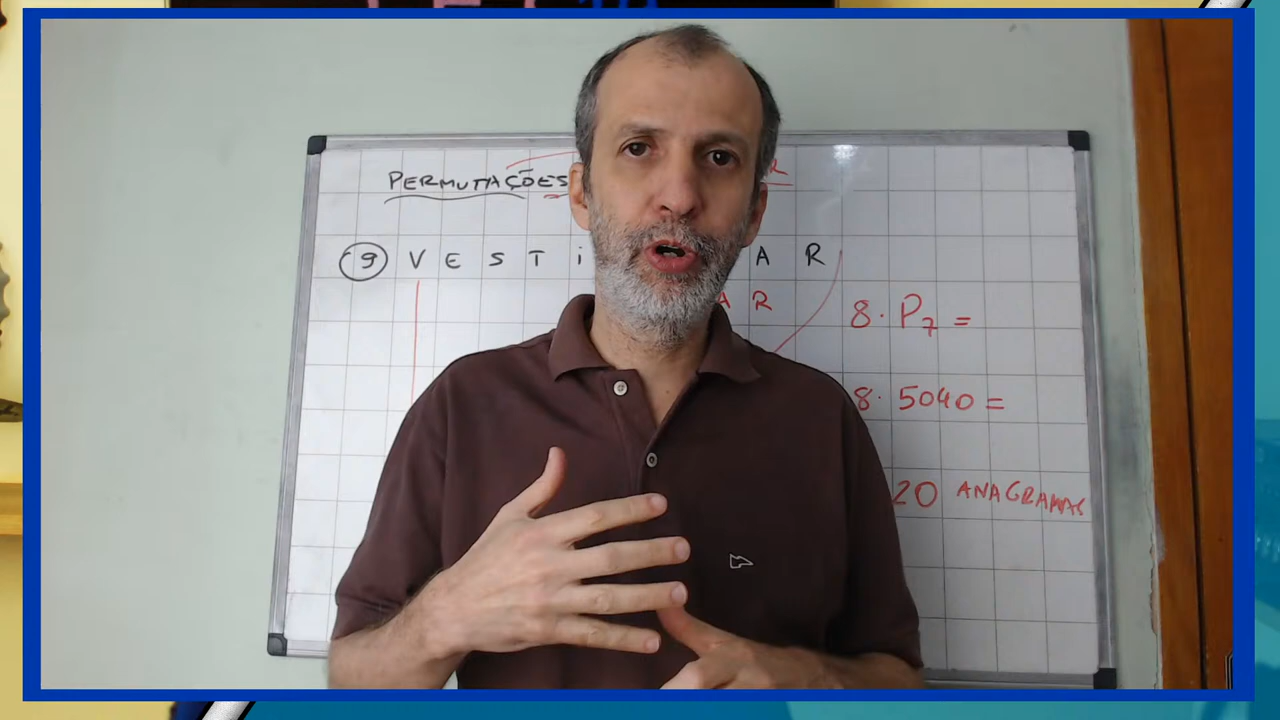 PERMUTAÇÕES R
9 V E S T i A R
A R
8. P7 =
8. 5040 =
20 ANAGRAMAS